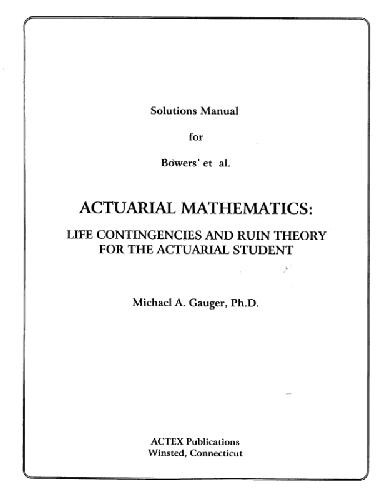 Solutions Manual
for
Bowers' et al.
ACTUARIAL MATHEMATICS:
LIFE CONTINGENCIES AND RUIN THEORY
FOR THE ACTUARIAL STUDENT
Michael A. Gauger, Ph.D.
ACTEX Publications
Winsted, Connecticut